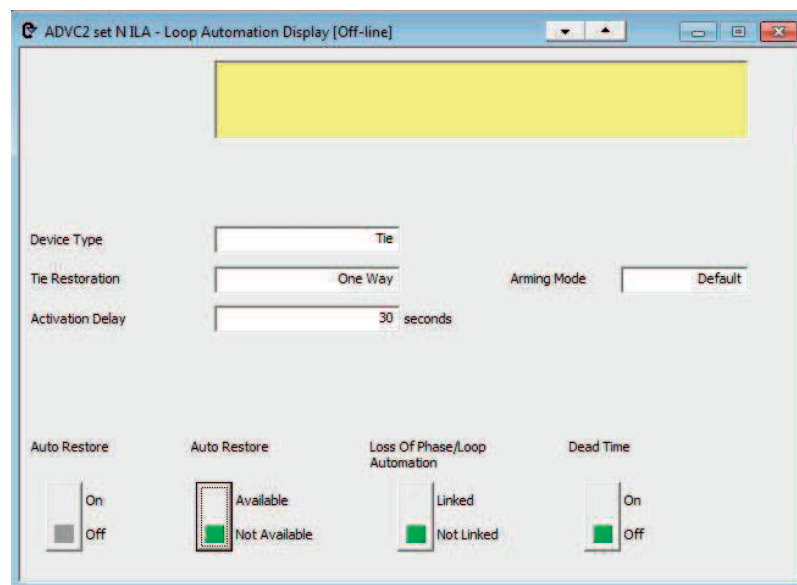 ADVC2 set N ILA - Loop Automation Display [Off-line]
Device Type
Tie
Tie Restoration
One Way
Arming Mode
Default
Activation Delay
30 seconds
Auto Restore
On
Off
Auto Restore
Available
Not Available
Loss Of Phase/Loop
Automation
Linked
Not Linked
Dead Time
On
Off